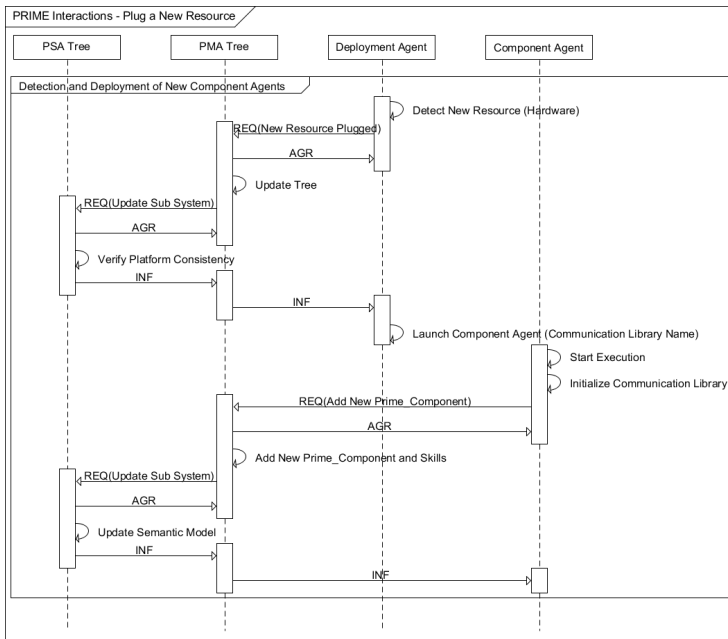 PRIME Interactions - Plug a New Resource
PSA Tree
PMA Tree
Deployment Agent
Component Agent
Detection and Deployment of New Component Agents
Detect New Resource (Hardware)
REQ(New Resource Plugged)
AGR
Update Tree
REQ(Update Sub System)
AGR
Verify Platform Consistency
INF
INF
Launch Component Agent (Communication Library Name)
Start Execution
Initialize Communication Library
REQ(Add New Prime_Component)
AGR
Add New Prime_Component and Skills
REQ(Update Sub System)
AGR
Update Semantic Model
INF
INF